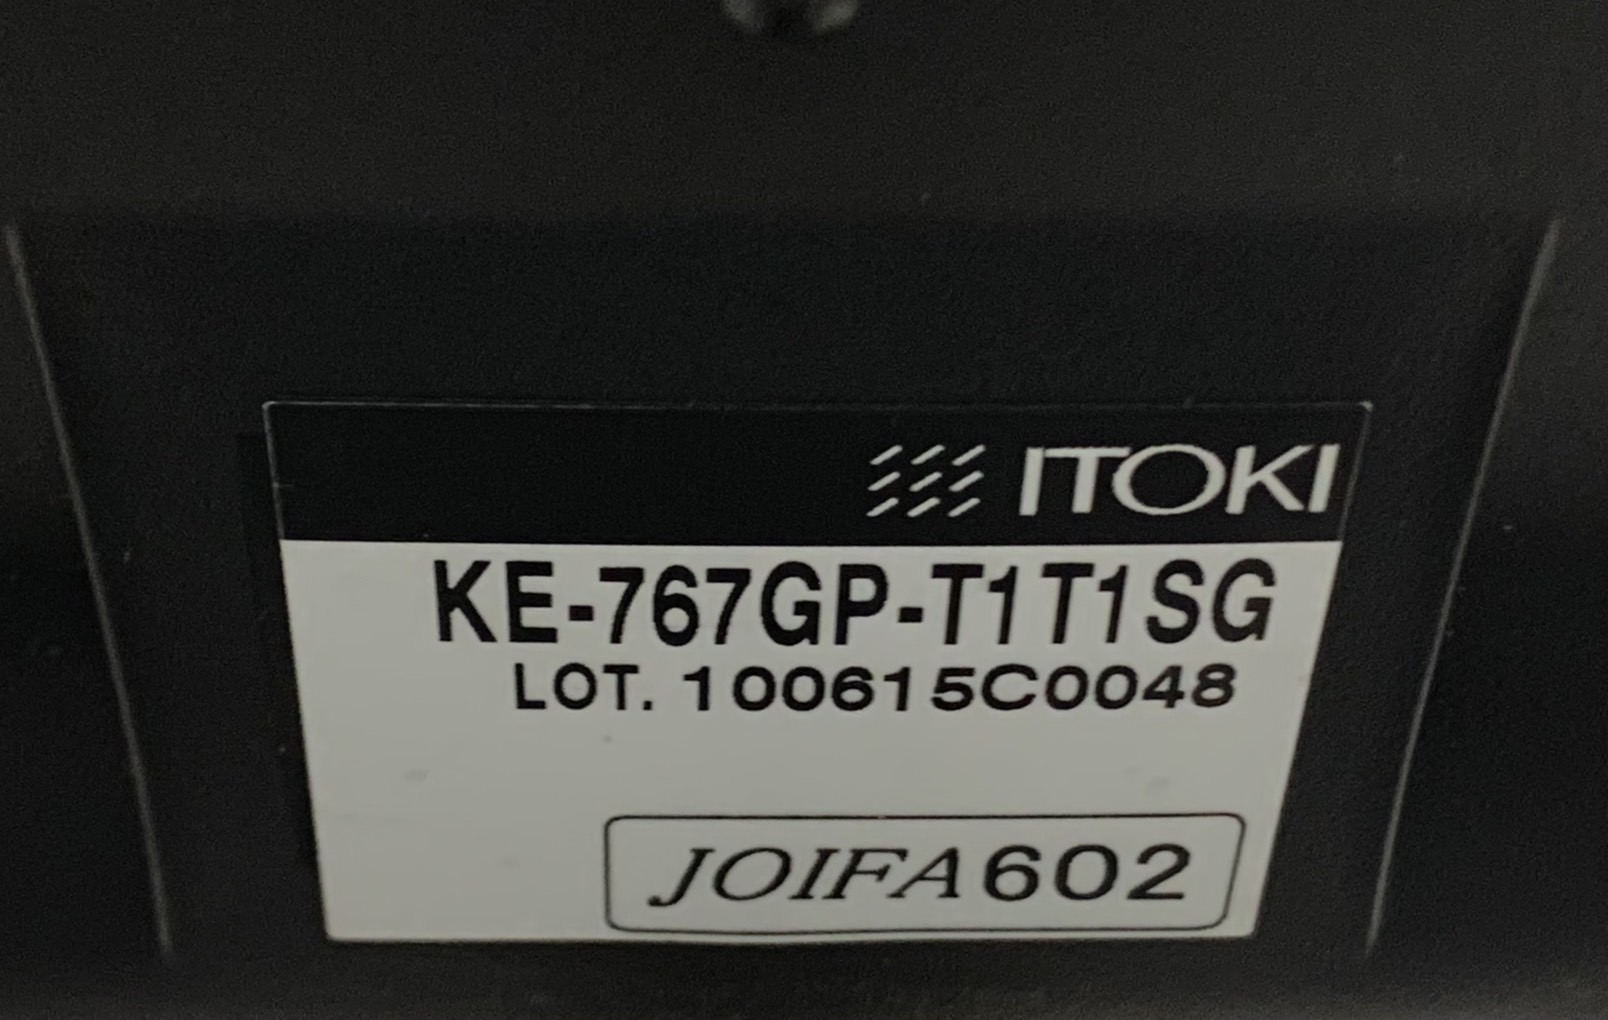 ITOKI
KE-767GP-T1T1SG
LOT. 100615C0048
JOIFA602